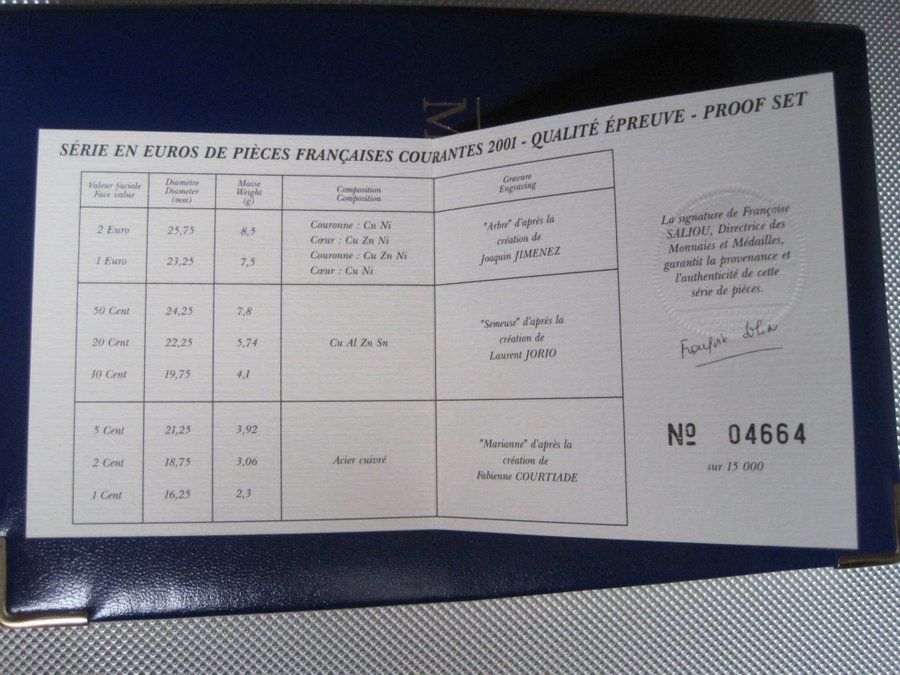 M
SÉRIE EN EUROS DE PIÈCES FRANÇAISES COURANTES 2001 - QUALITÉ ÉPREUVE - PROOF SET
Valeur faciale
Face value
Diamètre
Diameter
(mm)
Masse
Weight
(g)
Composition
Composition
Gravure
Engraving
2 Euro 25,75 8,5
Couronne : Cu Ni
Cœur : Cu Zn Ni
1 Euro 23,25 7,5
Couronne : Cu Zn Ni
Cœur : Cu Ni
"Arbre" d'après la
création de
Joaquin JIMENEZ
50 Cent 24,25 7,8
20 Cent 22,25 5,74 Cu Al Zn Sn
10 Cent 19,75 4,1
"Semeuse" d'après la
création de
Laurent JORIO
5 Cent 21,25 3,92
2 Cent 18,75 3,06 Acier cuivré
1 Cent 16,25 2,3
"Marianne" d'après la
création de
Fabienne COURTIADE
La signature de Françoise
SALIOU, Directrice des
Monnaies et Médailles,
garantit la provenance et
l'authenticité de cette
série de pièces.
Nº 04664
sur 15 000